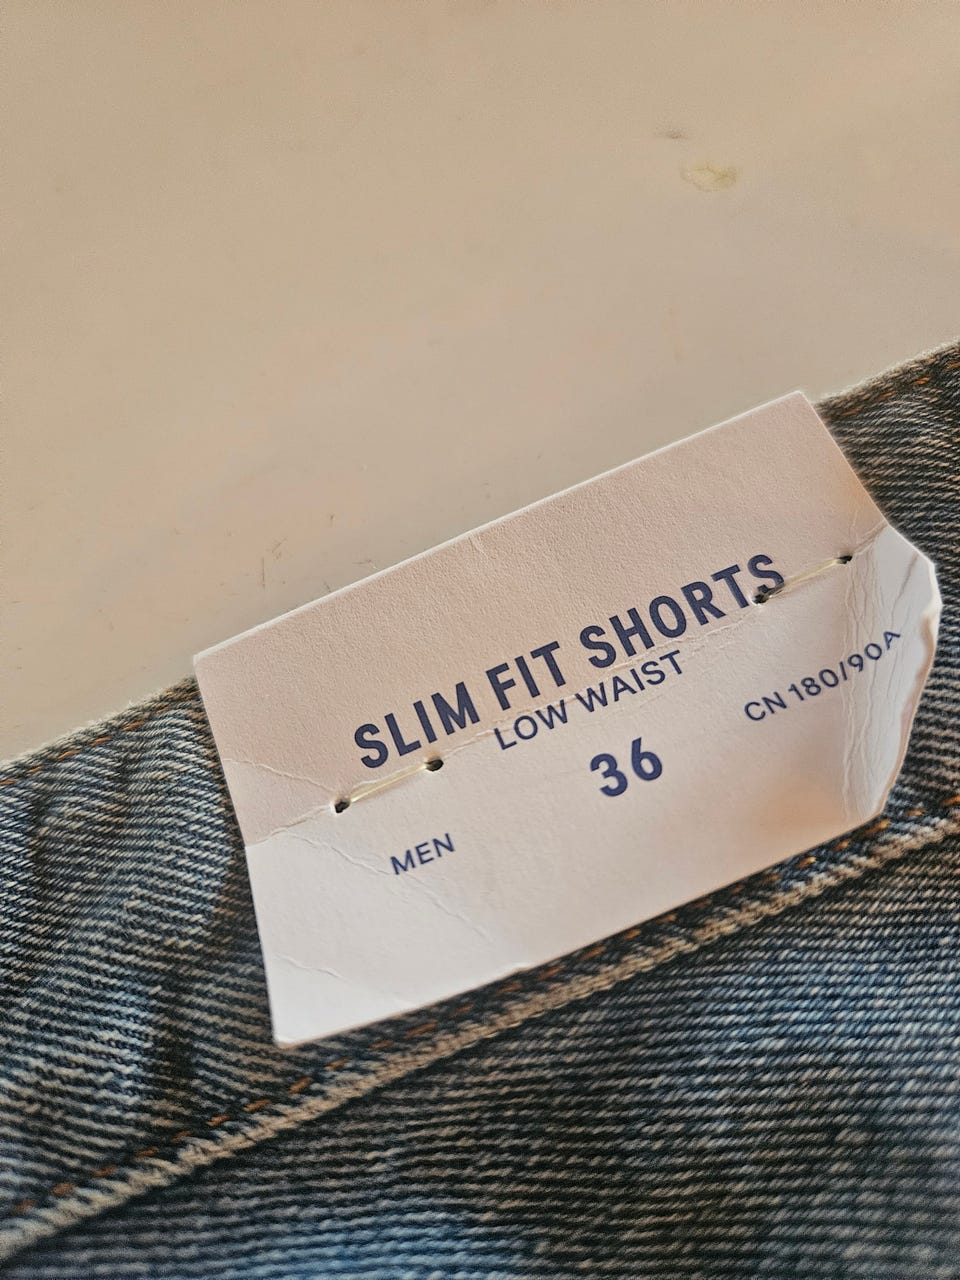 SLIM FIT SHORTS
LOW WAIST
36
MEN
CN 180/90A